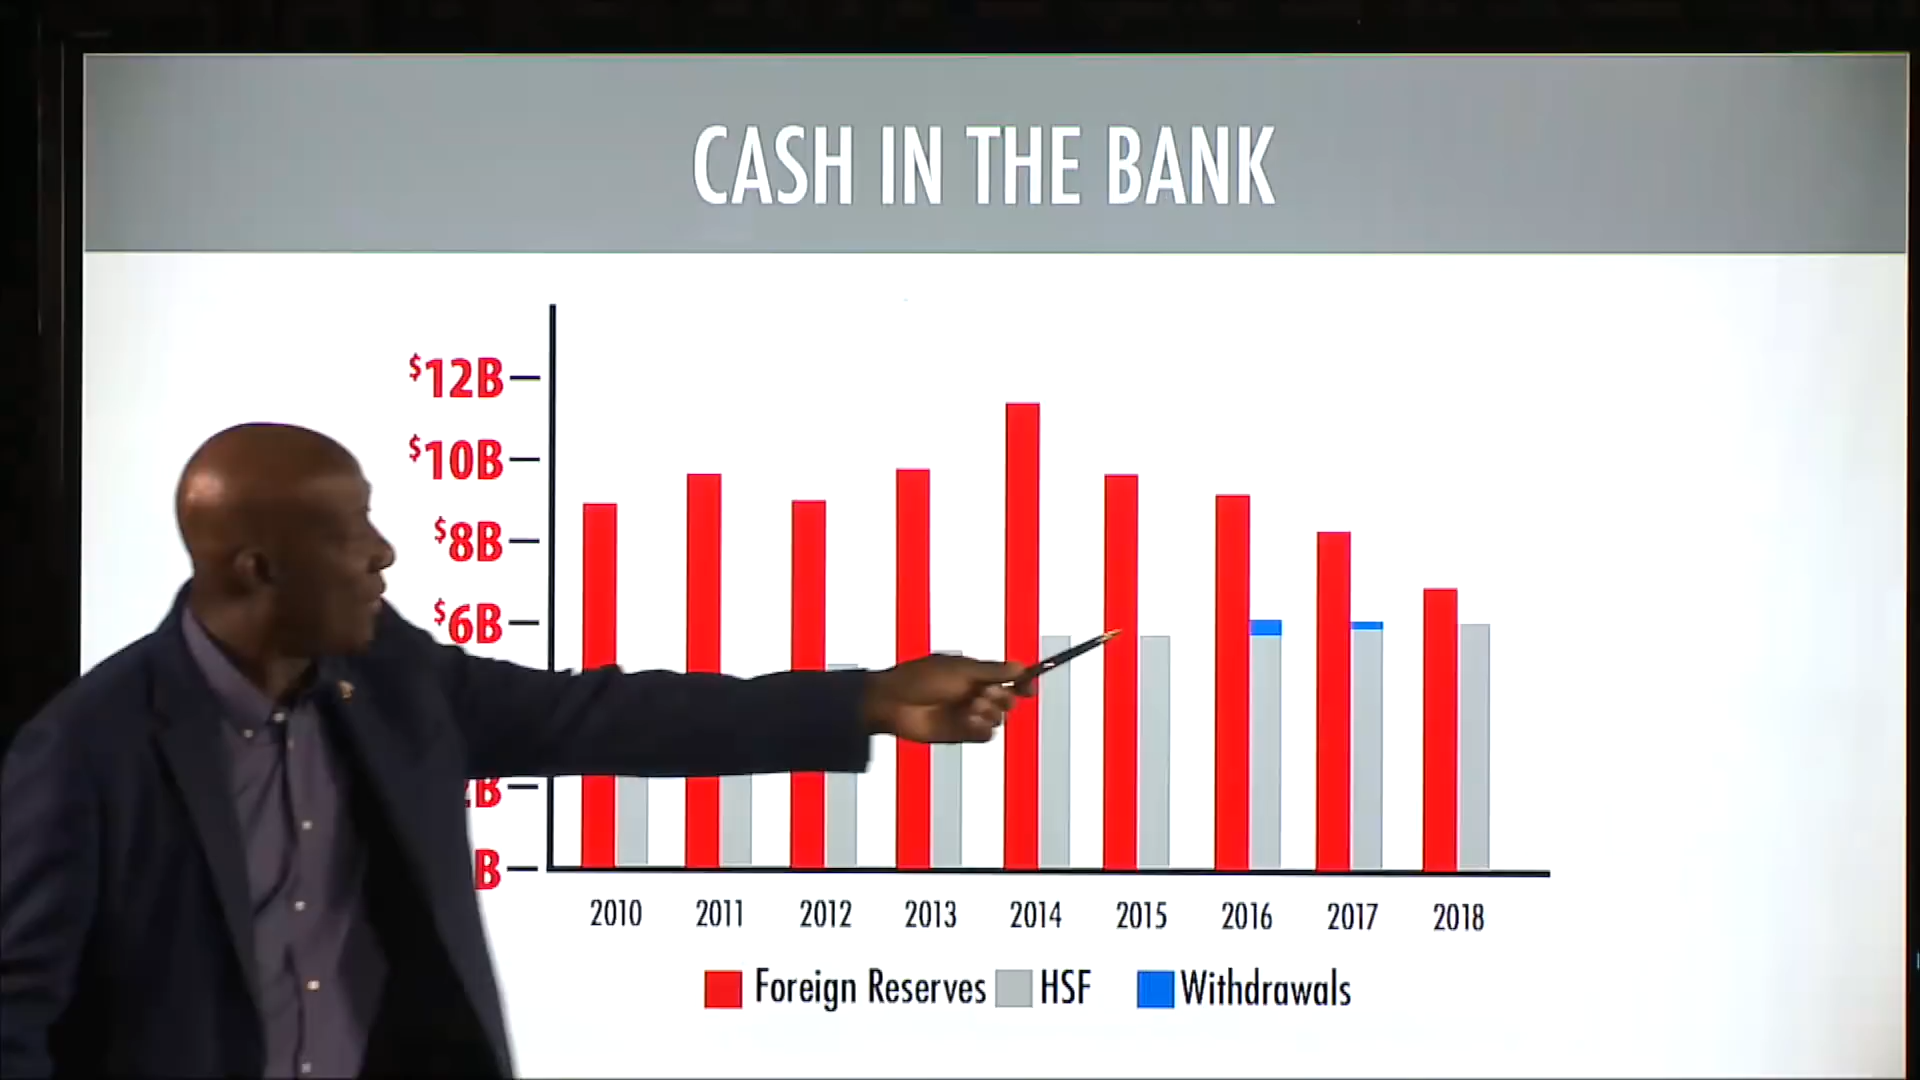 CASH IN THE BANK
$12B
$10B
$8B
$6B
2B
B
2010 2011 2012 2013 2014 2015 2016 2017 2018
Foreign Reserves HSF Withdrawals